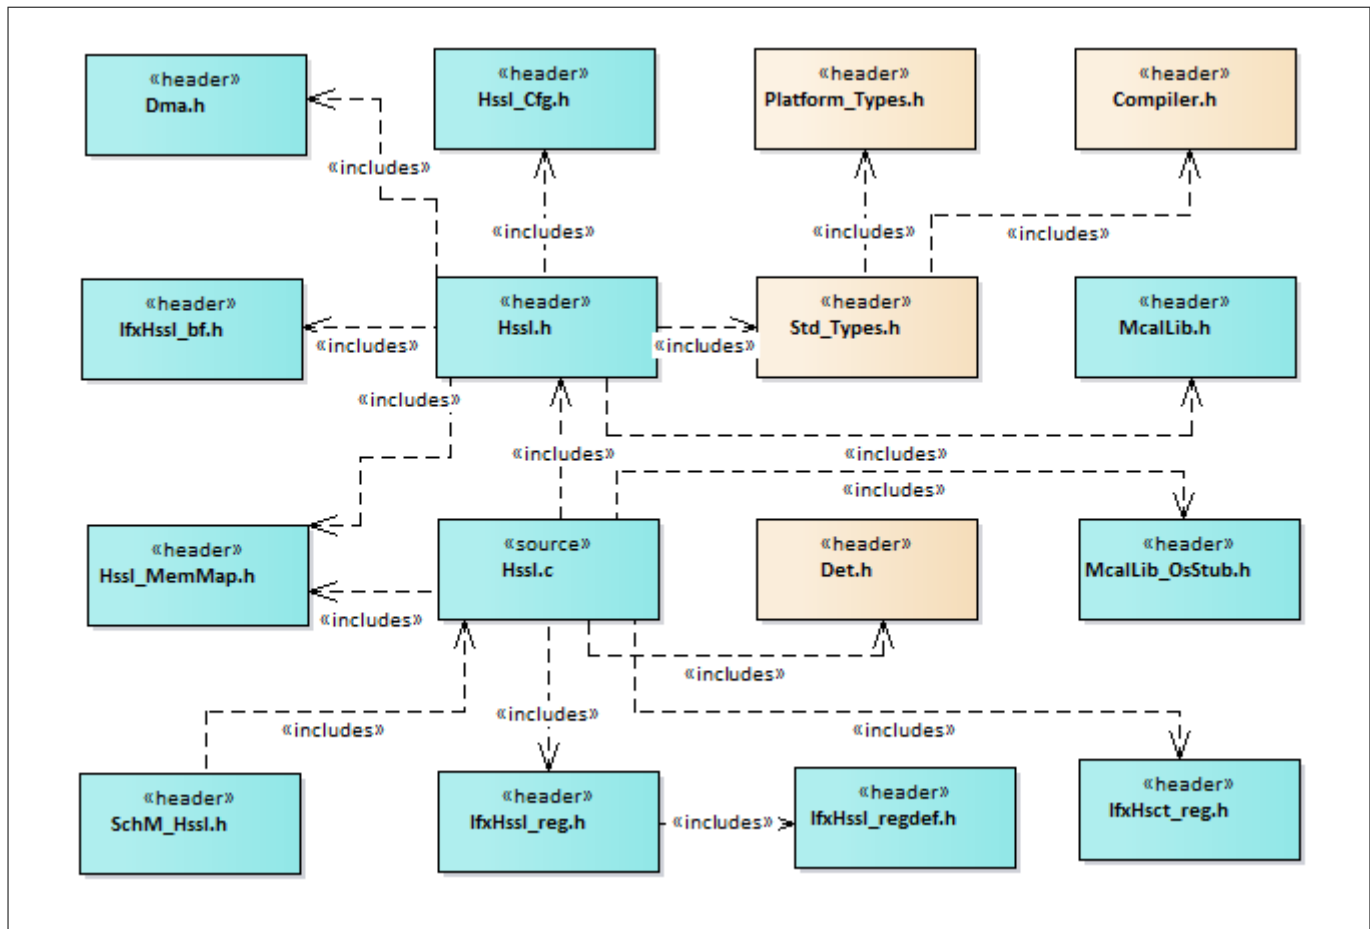 «header»
Dma.h
«header»
Hssl_Cfg.h
«header»
Platform_Types.h
«header»
Compiler.h
«includes»
«includes»
«includes»
«includes»
«header»
IfxHssl_bf.h
«header»
Hssl.h
«header»
Std_Types.h
«header»
McalLib.h
«includes»
«includes»
«includes»
«includes»
«includes»
«includes»
«header»
Hssl_MemMap.h
«source»
Hssl.c
«header»
Det.h
«header»
McalLib_OsStub.h
«includes»
«includes»
«includes»
«includes»
«includes»
«header»
SchM_Hssl.h
«header»
IfxHssl_reg.h
«includes»
«header»
IfxHssl_regdef.h
«header»
IfxHsct_reg.h